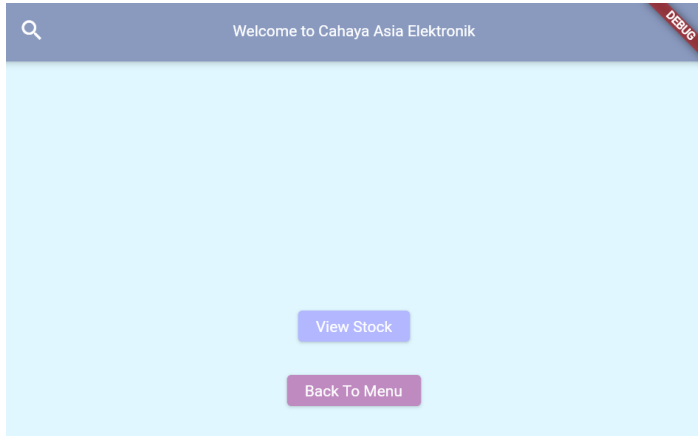 Welcome to Cahaya Asia Elektronik
DEBUG
View Stock
Back To Menu